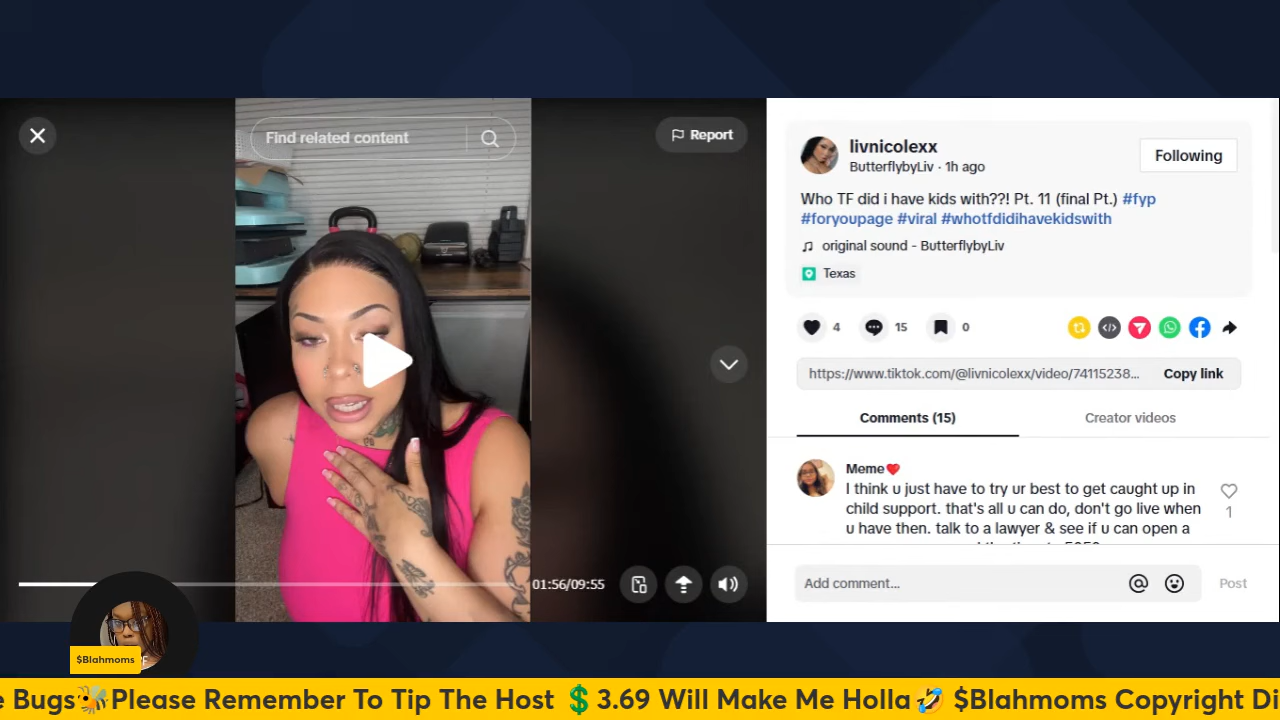 Find related content
Report
livnicolexx
ButterflybyLiv · 1h ago
Following
Who TF did i have kids with??! Pt. 11 (final Pt.) #fyp
#foryoupage #viral #whotfdidihavekidswith
original sound - ButterflybyLiv
Texas
4
15
0
https://www.tiktok.com/@livnicolexx/video/74115238...
Copy link
Comments (15)
Creator videos
Meme❤️
I think u just have to try ur best to get caught up in
child support. that's all u can do, don't go live when
u have then. talk to a lawyer & see if u can open a
1
01:56/09:55
Add comment...
Post
$Blahmoms
e Bugs🐝Please Remember To Tip The Host 💲3.69 Will Make Me Holla🤣 $Blahmoms Copyright Di